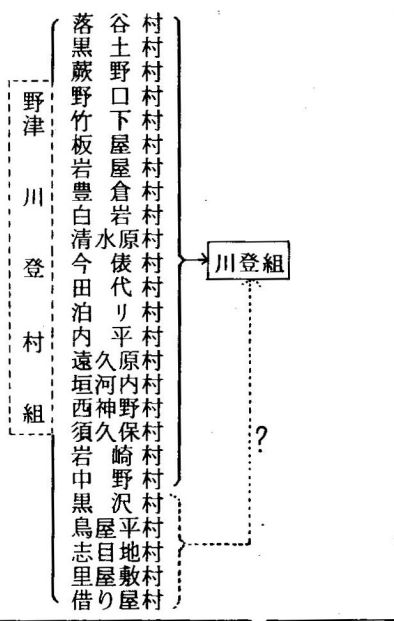 落谷村
黒土村
蕨野村
野口村
竹下村
板屋村
岩屋村
豊倉村
白岩村
清水原村
今俵村
田代村
泊リ村
内平村
遠久原村
垣河内村
西神野村
須久保村
岩崎村
中野村
黒沢村
鳥屋平村
志目地村
里屋敷村
借り屋村
野津川登村組
川登組
?